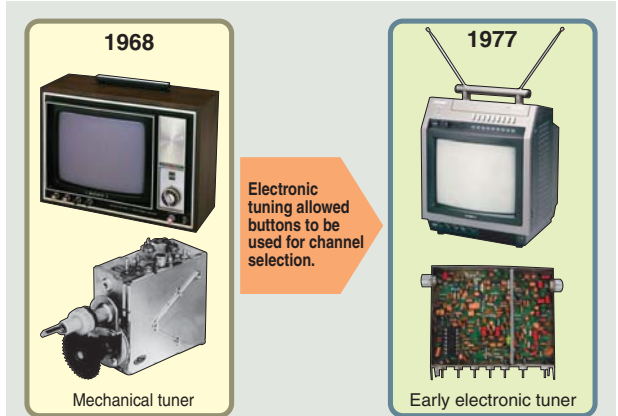 1968
1977
Electronic
tuning allowed
buttons to be
used for channel
selection.
Mechanical tuner
Early electronic tuner